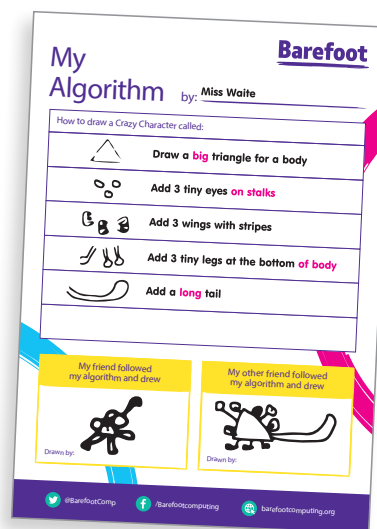 Barefoot
My
Algorithm by: Miss Waite
How to draw a Crazy Character called:
Draw a big triangle for a body
Add 3 tiny eyes on stalks
Add 3 wings with stripes
Add 3 tiny legs at the bottom of body
Add a long tail
My friend followed
my algorithm and drew
Drawn by:
My other friend followed
my algorithm and drew
Drawn by:
@BarefootComp
/Barefootcomputing
barefootcomputing.org